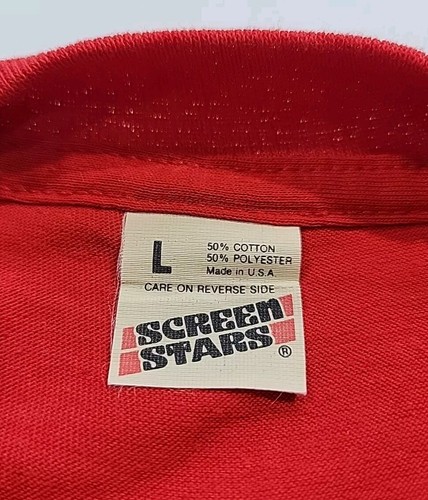 L
50% COTTON
50% POLYESTER
Made in U.S.A.
CARE ON REVERSE SIDE
SCREEN
STARS®